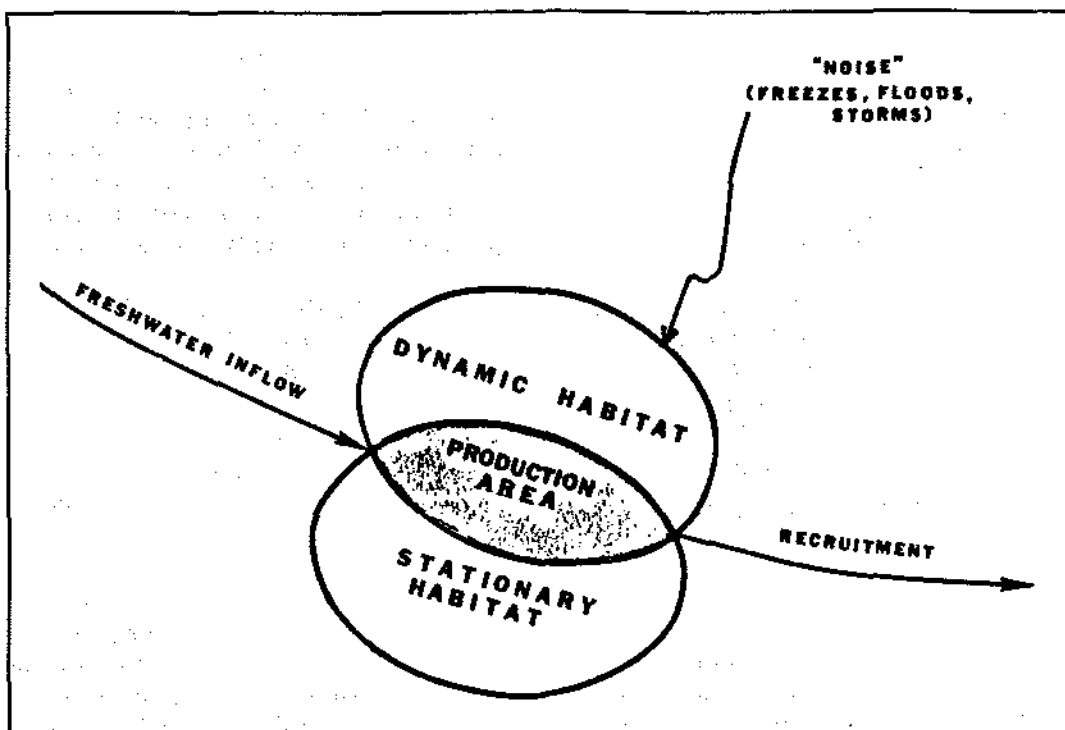 "NOISE"
(FREEZES, FLOODS,
STORMS)
FRESHWATER INFLOW
DYNAMIC HABITAT
PRODUCTION
AREA
STATIONARY
HABITAT
RECRUITMENT